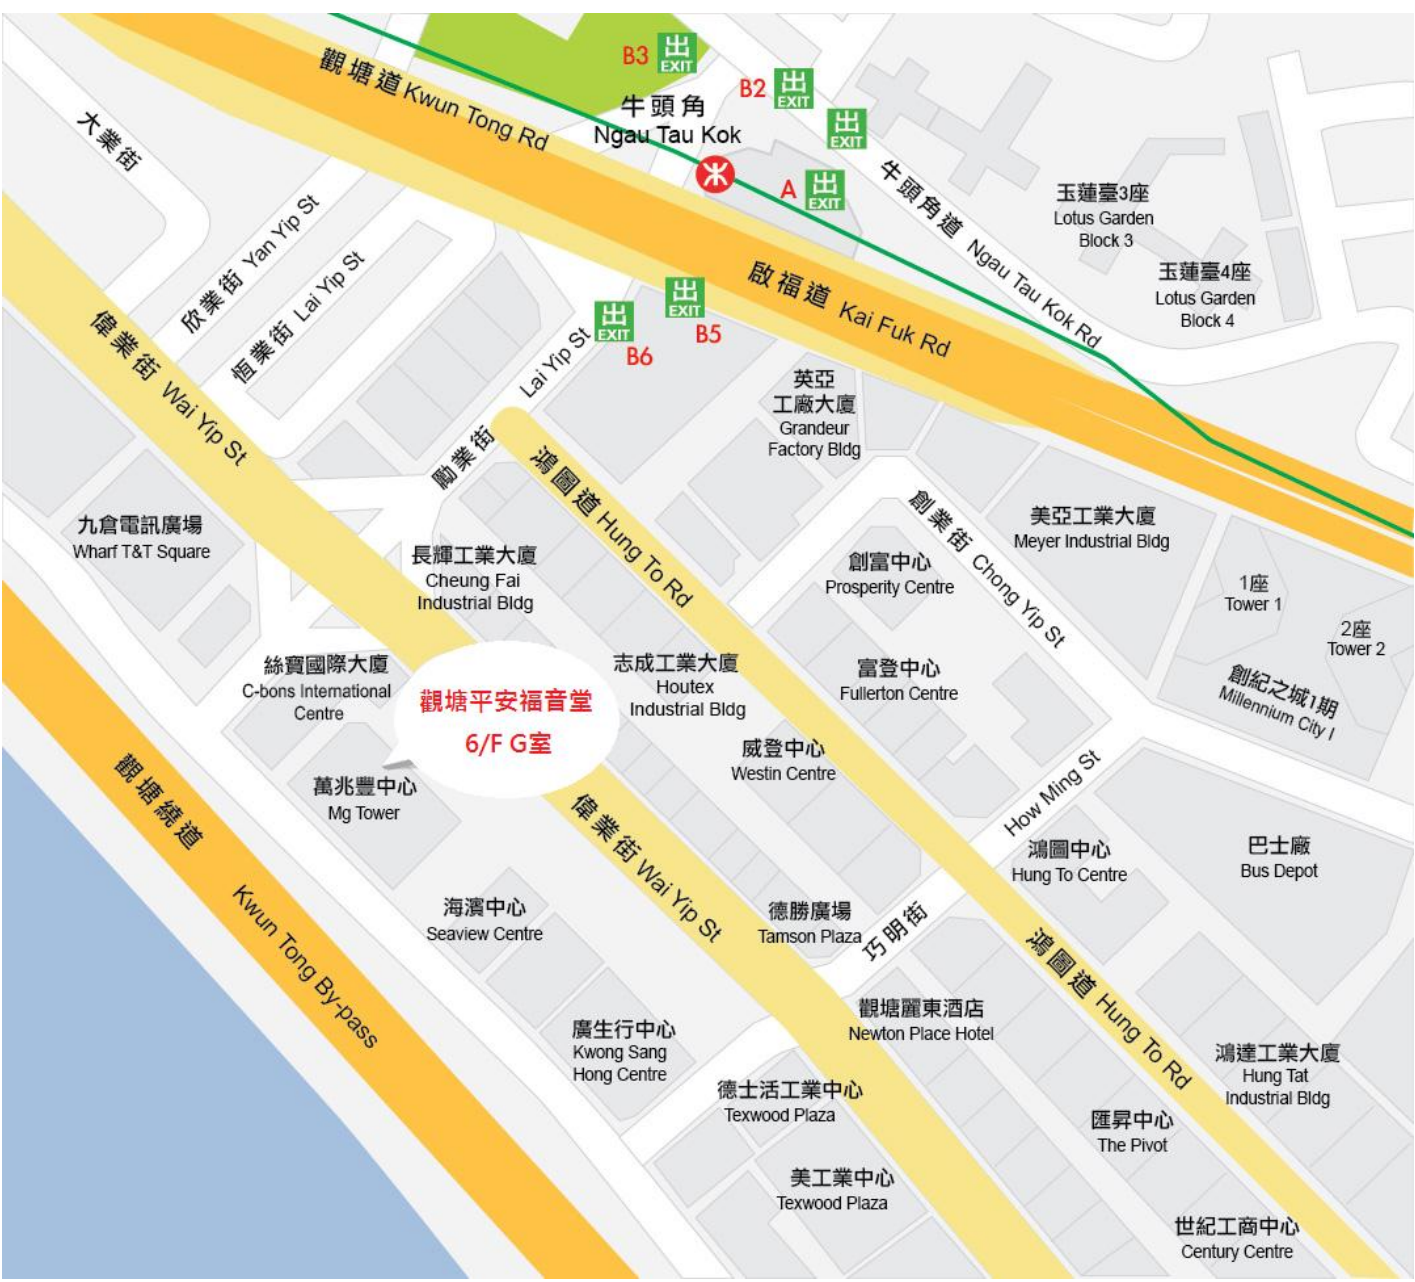 觀塘道 Kwun Tong Rd
B3
出
EXIT
B2
出
EXIT
出
EXIT
牛頭角
Ngau Tau Kok
A
出
EXIT
大業街
牛頭角道 Ngau Tau Kok Rd
玉蓮臺3座
Lotus Garden
Block 3
玉蓮臺4座
Lotus Garden
Block 4
欣業街 Yan Yip St
恆業街 Lai Yip St
啟福道 Kai Fuk Rd
出
EXIT
B5
出
EXIT
B6
偉業街 Wai Yip St
勵業街 Lai Yip St
英亞
工廠大廈
Grandeur
Factory Bldg
鴻圖道 Hung To Rd
創業街 Chong Yip St
美亞工業大廈
Meyer Industrial Bldg
九倉電訊廣場
Wharf T&T Square
長輝工業大廈
Cheung Fai
Industrial Bldg
創富中心
Prosperity Centre
1座
Tower 1
2座
Tower 2
創紀之城1期
Millennium City I
絲寶國際大廈
C-bons International
Centre
觀塘平安福音堂
6/F G室
志成工業大廈
Houtex
Industrial Bldg
富登中心
Fullerton Centre
威登中心
Westin Centre
萬兆豐中心
Mg Tower
觀塘繞道
Kwun Tong By-pass
偉業街 Wai Yip St
巧明街 How Ming St
鴻圖中心
Hung To Centre
巴士廠
Bus Depot
海濱中心
Seaview Centre
德勝廣場
Tamson Plaza
鴻圖道 Hung To Rd
觀塘麗東酒店
Newton Place Hotel
廣生行中心
Kwong Sang
Hong Centre
鴻達工業大廈
Hung Tat
Industrial Bldg
德士活工業中心
Texwood Plaza
匯昇中心
The Pivot
美工業中心
Texwood Plaza
世紀工商中心
Century Centre